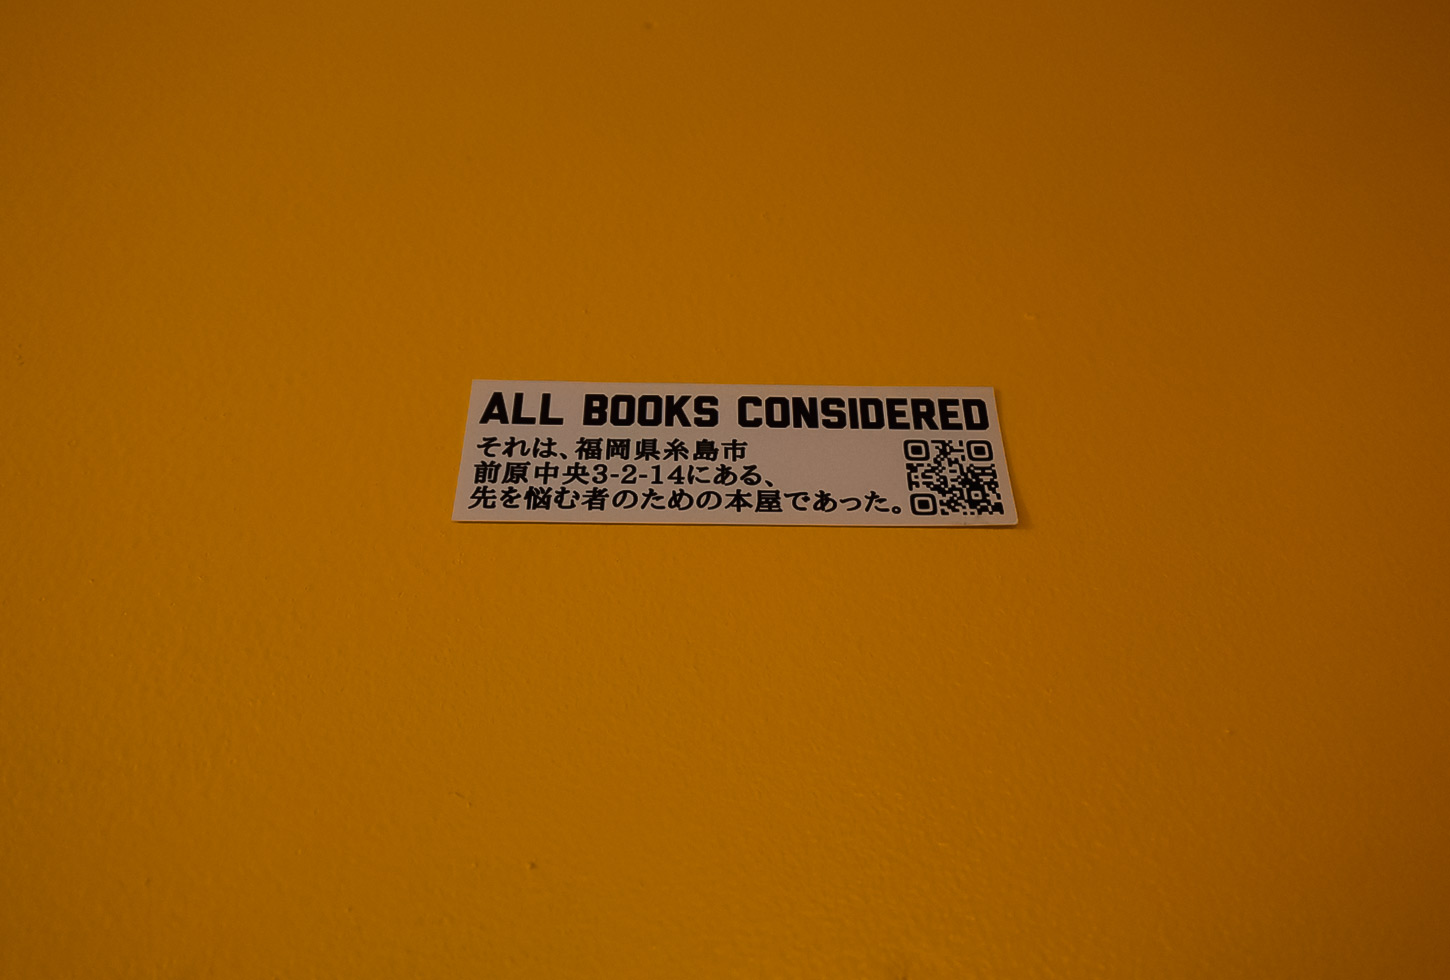 ALL BOOKS CONSIDERED
それは、福岡県糸島市
前原中央3-2-14にある、
先を悩む者のための本屋であった。